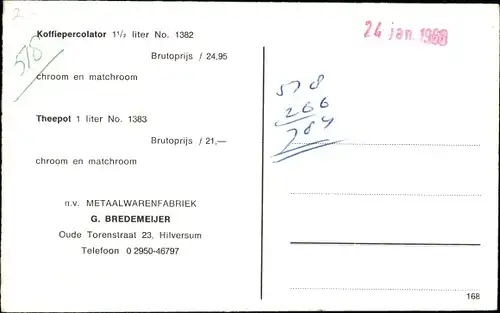 2.-
Koffiepercolator 1½ liter No. 1382
Brutoprijs / 24,95
578
chroom en matchroom
Theepot 1 liter No. 1383
Brutoprijs / 21,—
chroom en matchroom
n.v. METAALWARENFABRIEK
G. BREDEMEIJER
Oude Torenstraat 23, Hilversum
Telefoon 0 2950-46797
24 jan. 1968
578
266
168